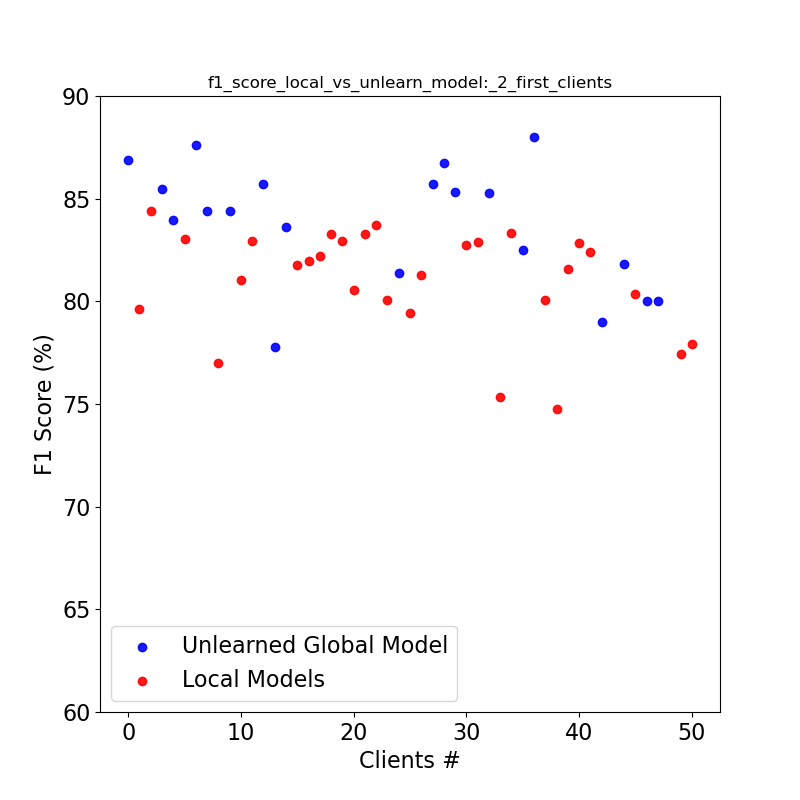 f1_score_local_vs_unlearn_model:_2_first_clients
90
85
80
75
70
65
60
F1 Score (%)
Unlearned Global Model
Local Models
0 10 20 30 40 50
Clients #